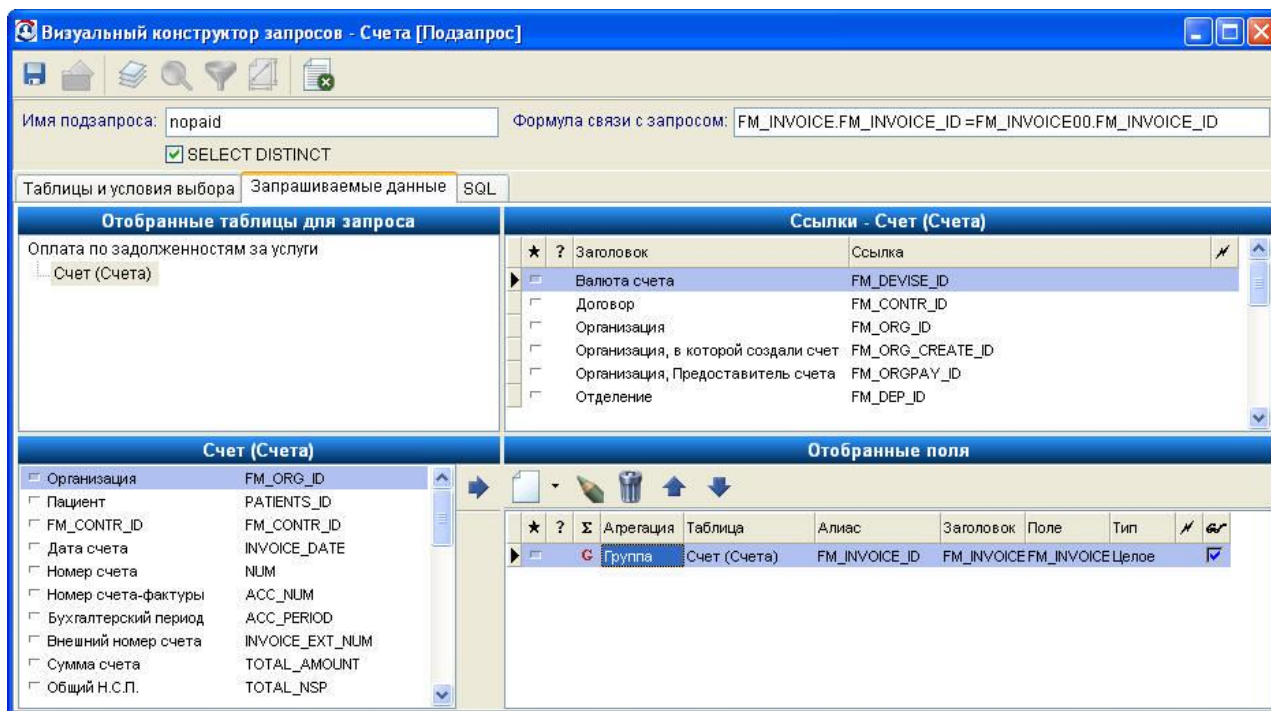 Визуальный конструктор запросов - Счета [Подзапрос]
Имя подзапроса: nopaid Формула связи с запросом: FM_INVOICE.FM_INVOICE_ID =FM_INVOICE00.FM_INVOICE_ID
SELECT DISTINCT
Таблицы и условия выбора Запрашиваемые данные SQL
Отобранные таблицы для запроса
Оплата по задолженностям за услуги
Счет (Счета)
Ссылки - Счет (Счета)
? Заголовок Ссылка
Валюта счета FM_DEVISE_ID
Договор FM_CONTR_ID
Организация FM_ORG_ID
Организация, в которой создали счет FM_ORG_CREATE_ID
Организация, Предоставитель счета FM_ORGPAY_ID
Отделение FM_DEP_ID
Счет (Счета)
Организация FM_ORG_ID
Пациент PATIENTS_ID
FM_CONTR_ID FM_CONTR_ID
Дата счета INVOICE_DATE
Номер счета NUM
Номер счета-фактуры ACC_NUM
Бухгалтерский период ACC_PERIOD
Внешний номер счета INVOICE_EXT_NUM
Сумма счета TOTAL_AMOUNT
Общий Н.С.П. TOTAL_NSP
Отобранные поля
? Σ Агрегация Таблица Алиас Заголовок Поле Тип
G Группа Счет (Счета) FM_INVOICE_ID FM_INVOICE FM_INVOICE Целое